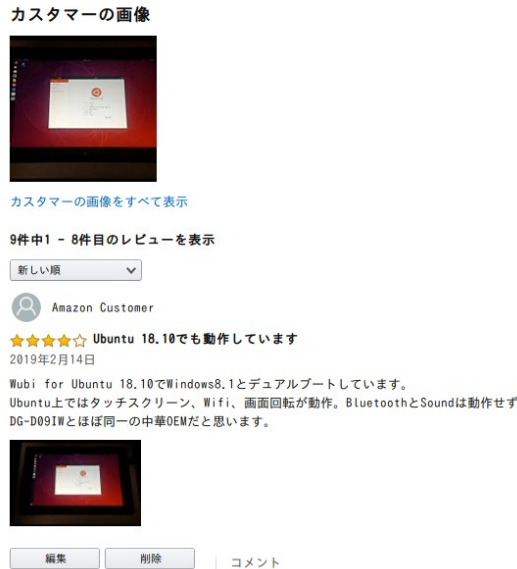 カスタマーの画像
カスタマーの画像をすべて表示
9件中1 - 8件目のレビューを表示
新しい順
Amazon Customer
Ubuntu 18.10でも動作しています
2019年2月14日
Wubi for Ubuntu 18.10でWindows8.1とデュアルブートしています。
Ubuntu上ではタッチスクリーン、Wifi、画面回転が動作。BluetoothとSoundは動作せず
DG-D09IWとほぼ同一の中華OEMだと思います。
編集
削除
コメント